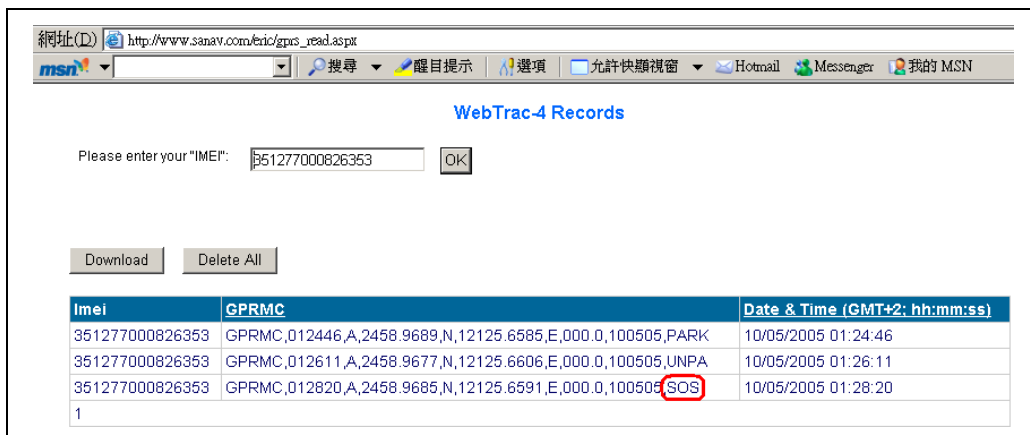 網址(D) http://www.sanav.com/eric/gprs_read.aspx
msn 搜尋 醒目提示 選項 允許快顯視窗 Hotmail Messenger 我的 MSN
WebTrac-4 Records
Please enter your "IMEI": 351277000826353 OK
Download Delete All
Imei GPRMC Date & Time (GMT+2; hh:mm:ss)
351277000826353 GPRMC,012446,A,2458.9689,N,12125.6585,E,000.0,100505,PARK 10/05/2005 01:24:46
351277000826353 GPRMC,012611,A,2458.9677,N,12125.6606,E,000.0,100505,UNPA 10/05/2005 01:26:11
351277000826353 GPRMC,012820,A,2458.9685,N,12125.6591,E,000.0,100505,SOS 10/05/2005 01:28:20
1